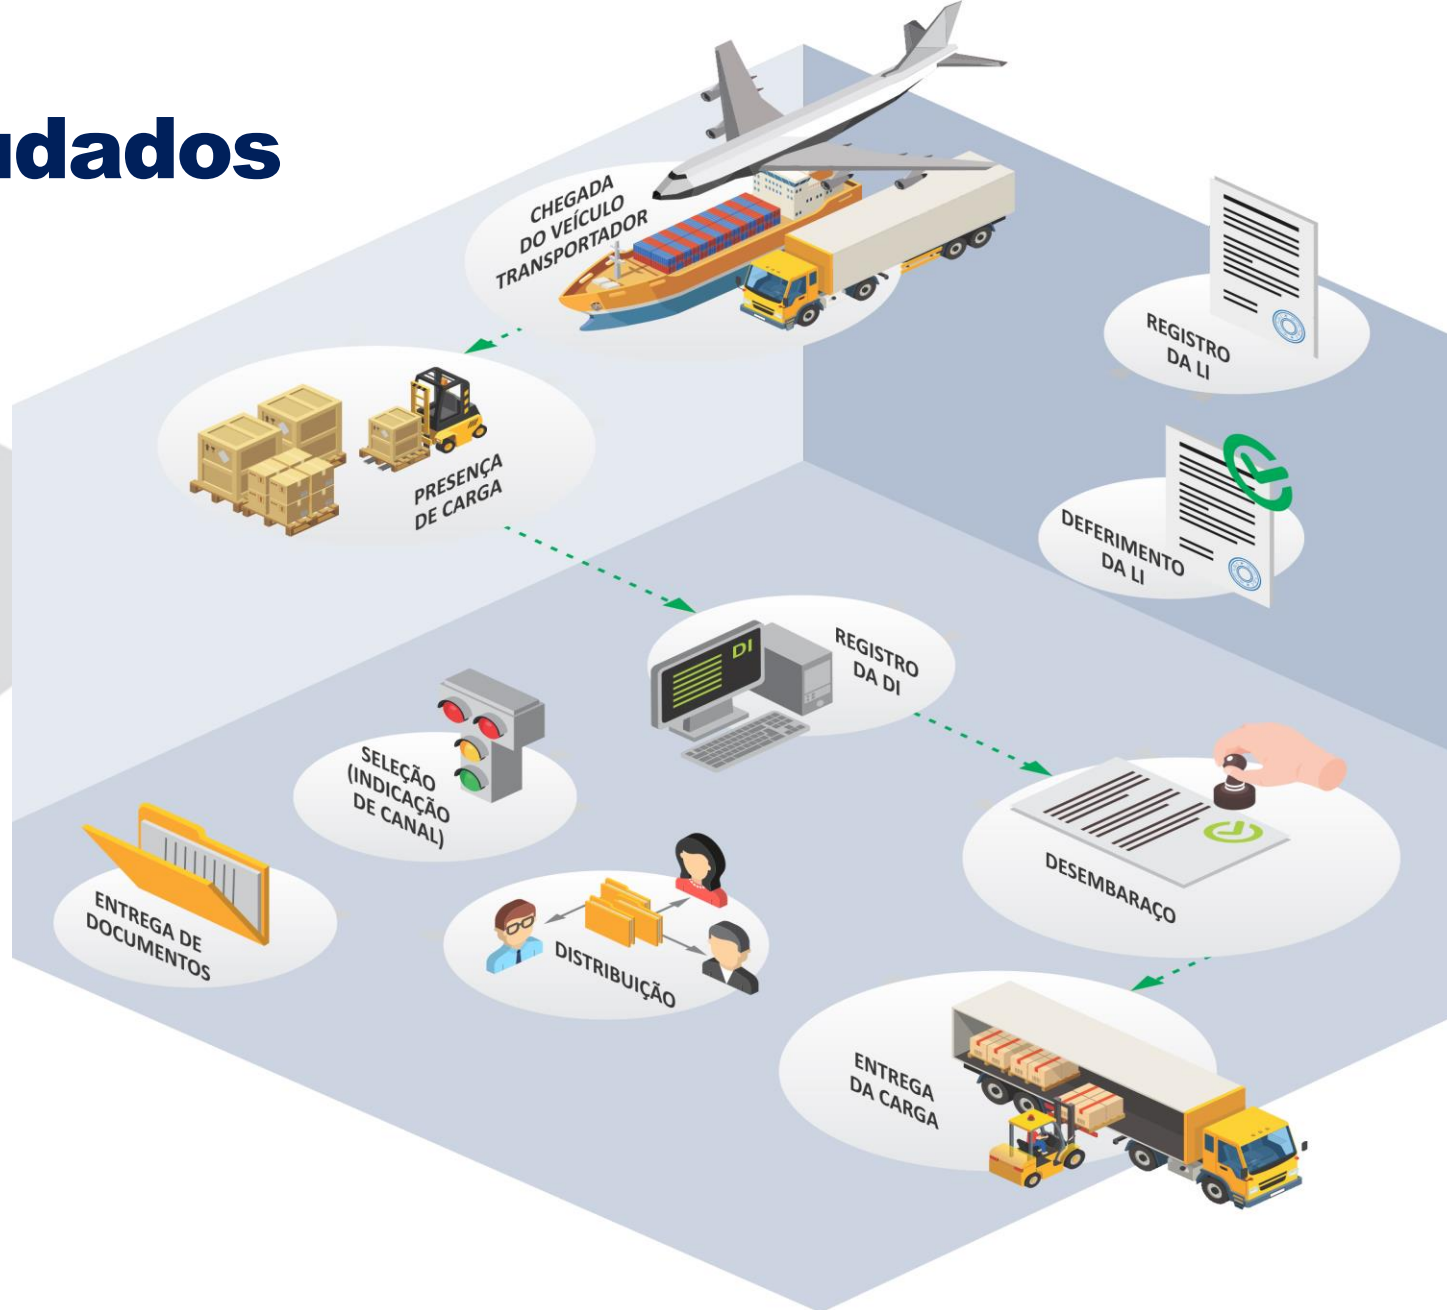 udados
CHEGADA
DO VEÍCULO
TRANSPORTADOR
REGISTRO
DA LI
PRESENÇA
DE CARGA
DEFERIMENTO
DA LI
DI
REGISTRO
DA DI
SELEÇÃO
(INDICAÇÃO
DE CANAL)
DESEMBARAÇO
ENTREGA DE
DOCUMENTOS
DISTRIBUIÇÃO
ENTREGA
DA CARGA